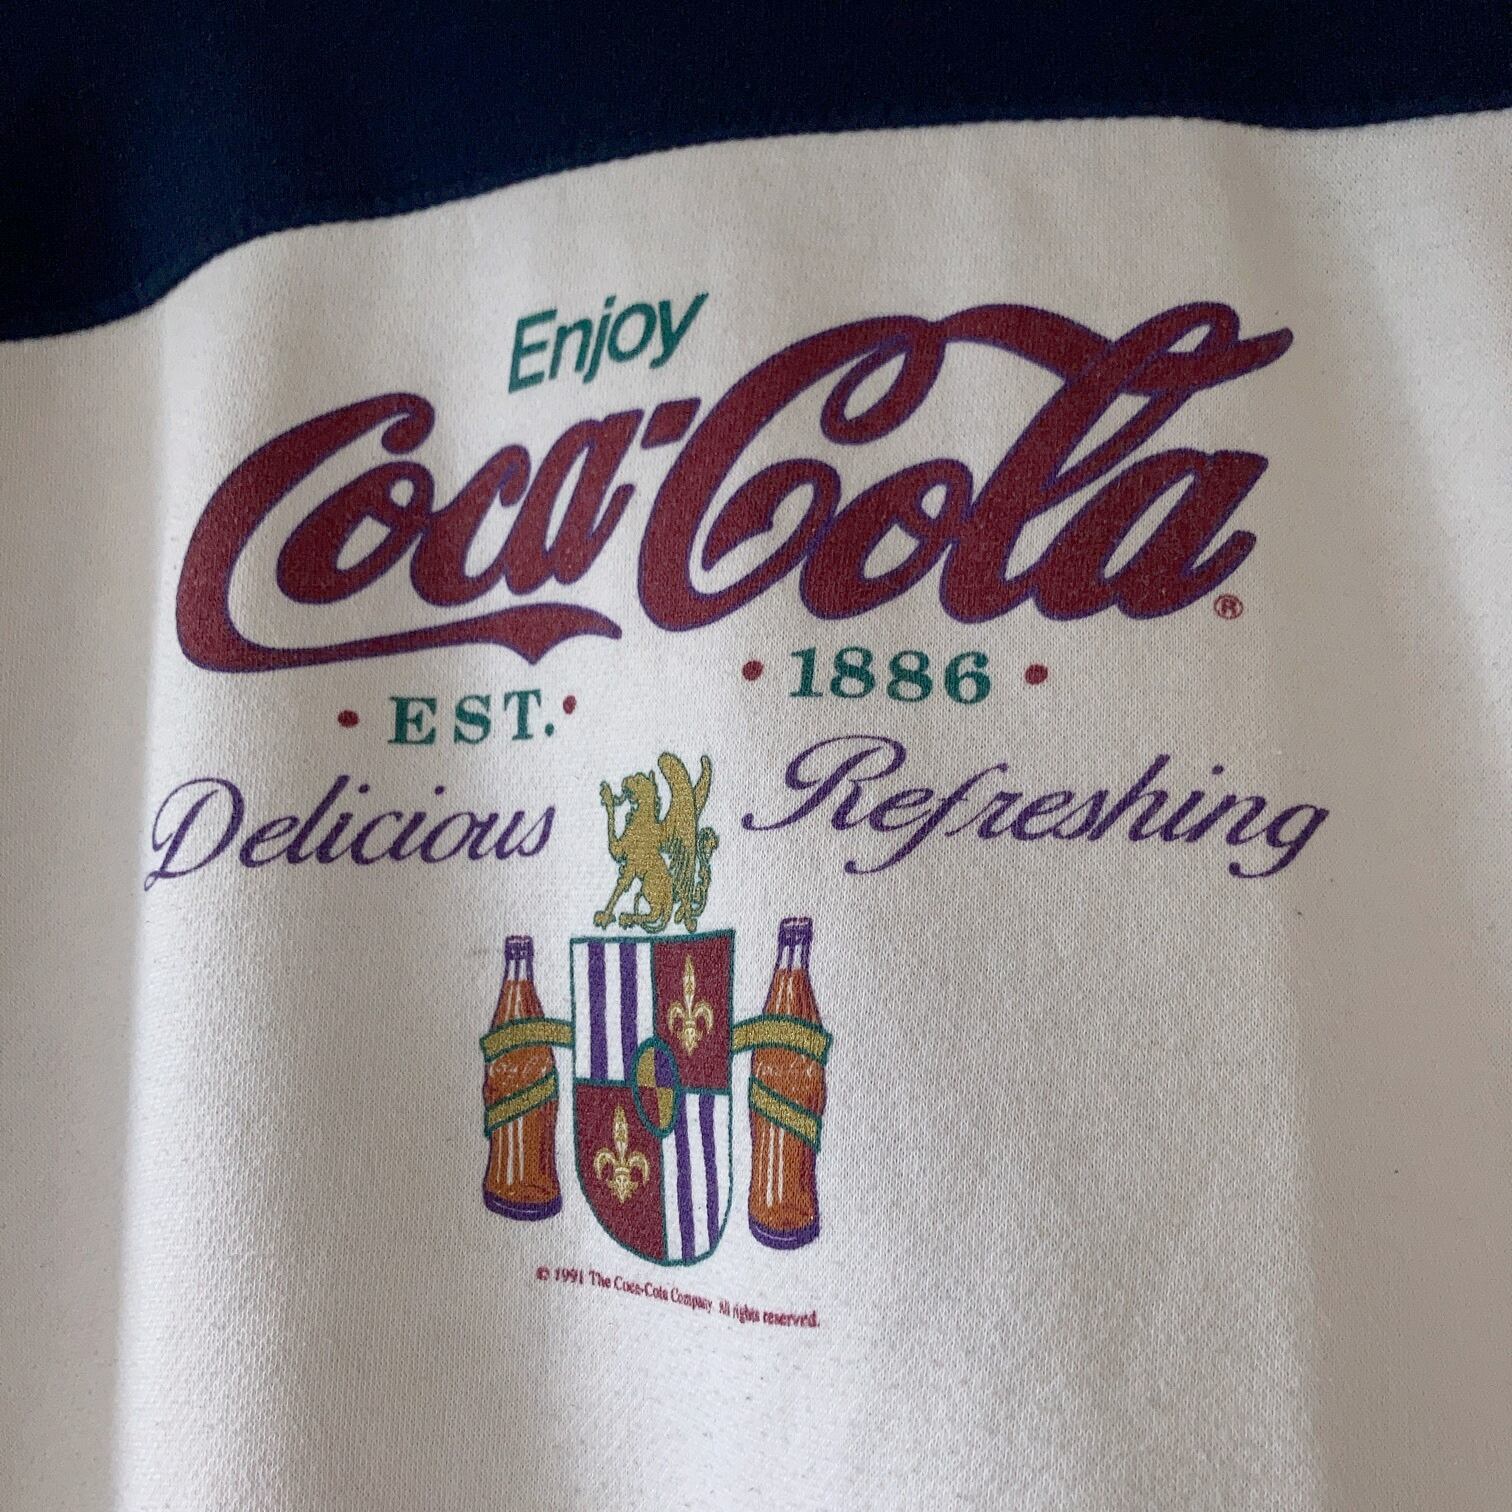 Enjoy
Coca-Cola®
• EST. • • 1886 •
Delicious Refreshing
© 1991 The Coca-Cola Company. All rights reserved.